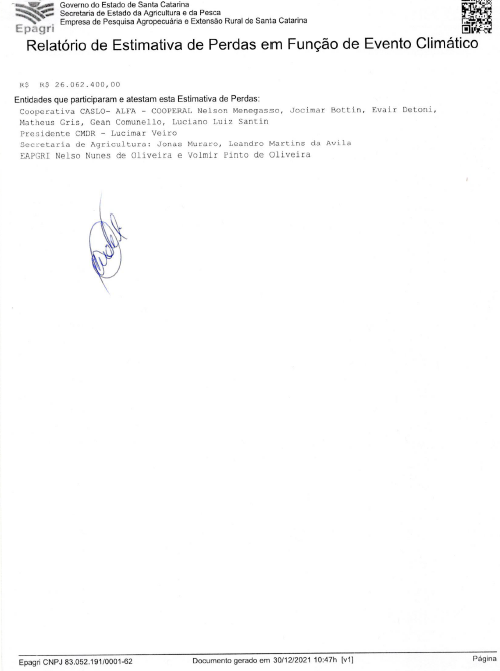 Governo do Estado de Santa Catarina
Secretaria de Estado da Agricultura e da Pesca
Empresa de Pesquisa Agropecuária e Extensão Rural de Santa Catarina
Epagri
Relatório de Estimativa de Perdas em Função de Evento Climático
R$ R$ 26.062.400,00
Entidades que participaram e atestam esta Estimativa de Perdas:
Cooperativa CASLO- ALFA - COOPERAL Nelson Menegasso, Jocimar Bottin, Evair Detoni,
Matheus Gris, Gean Comunello, Luciano Luiz Santin
Presidente CMDR - Lucimar Veiro
Secretaria de Agricultura: Jonas Muraro, Leandro Martins da Avila
EAPGRI Nelso Nunes de Oliveira e Volmir Pinto de Oliveira
Epagri CNPJ 83.052.191/0001-62 Documento gerado em 30/12/2021 10:47h [v1] Página